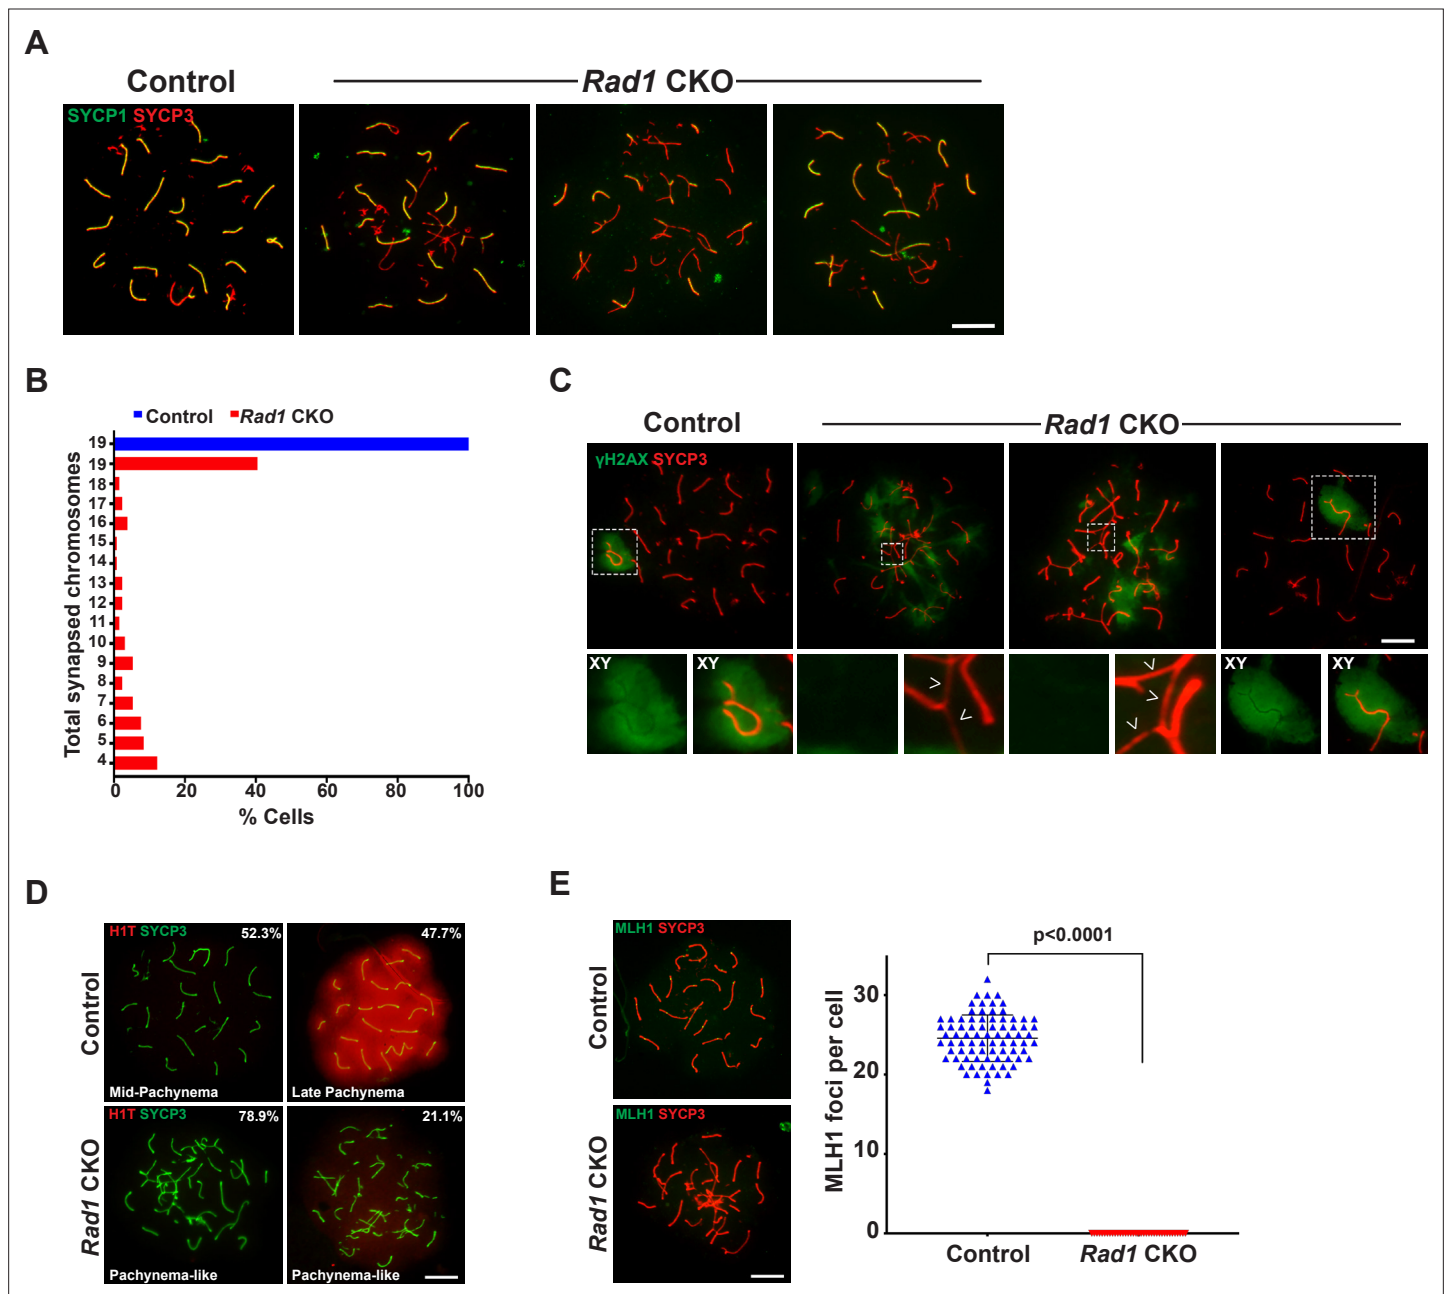 A
Control
Rad1 CKO
SYCP1 SYCP3
B
Control Rad1 CKO
Total synapsed chromosomes
19
19
18
17
16
15
14
13
12
11
10
9
8
7
6
5
4
0 20 40 60 80 100
% Cells
C
Control
Rad1 CKO
γH2AX SYCP3
XY XY XY XY
D
Control
H1T SYCP3 52.3% 47.7%
Mid-Pachynema Late Pachynema
Rad1 CKO
H1T SYCP3 78.9% 21.1%
Pachynema-like Pachynema-like
E
Control
MLH1 SYCP3
Rad1 CKO
MLH1 SYCP3
p<0.0001
MLH1 foci per cell
30
20
10
0
Control Rad1 CKO